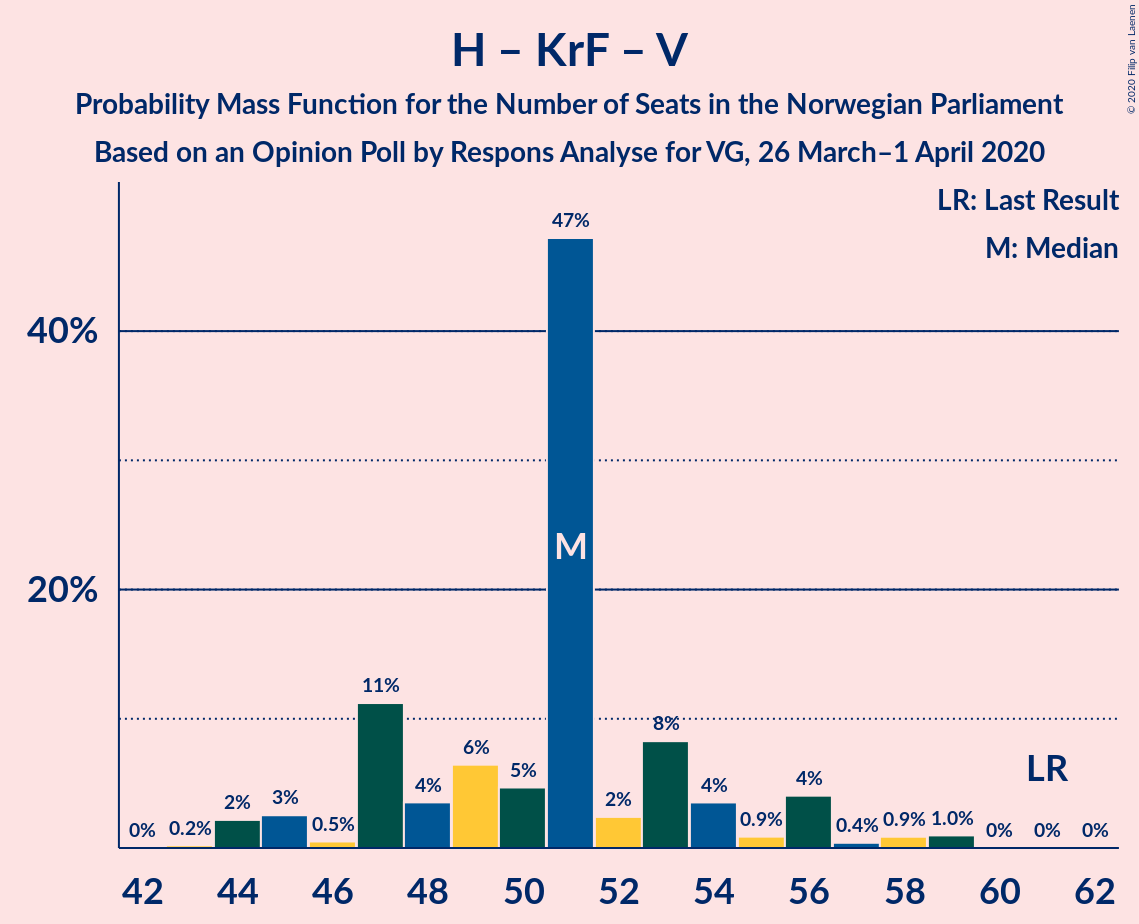 H – KrF – V
Probability Mass Function for the Number of Seats in the Norwegian Parliament
Based on an Opinion Poll by Respons Analyse for VG, 26 March–1 April 2020
© 2020 Filip van Laenen
LR: Last Result
M: Median
47%
40%
M
20%
11%
8%
6%
LR
5%
4%
4%
4%
2%
3%
2%
0%
0.2%
0.5%
0.9%
0.4%
0.9%
1.0%
0%
0%
0%
42 44 46 48 50 52 54 56 58 60 62